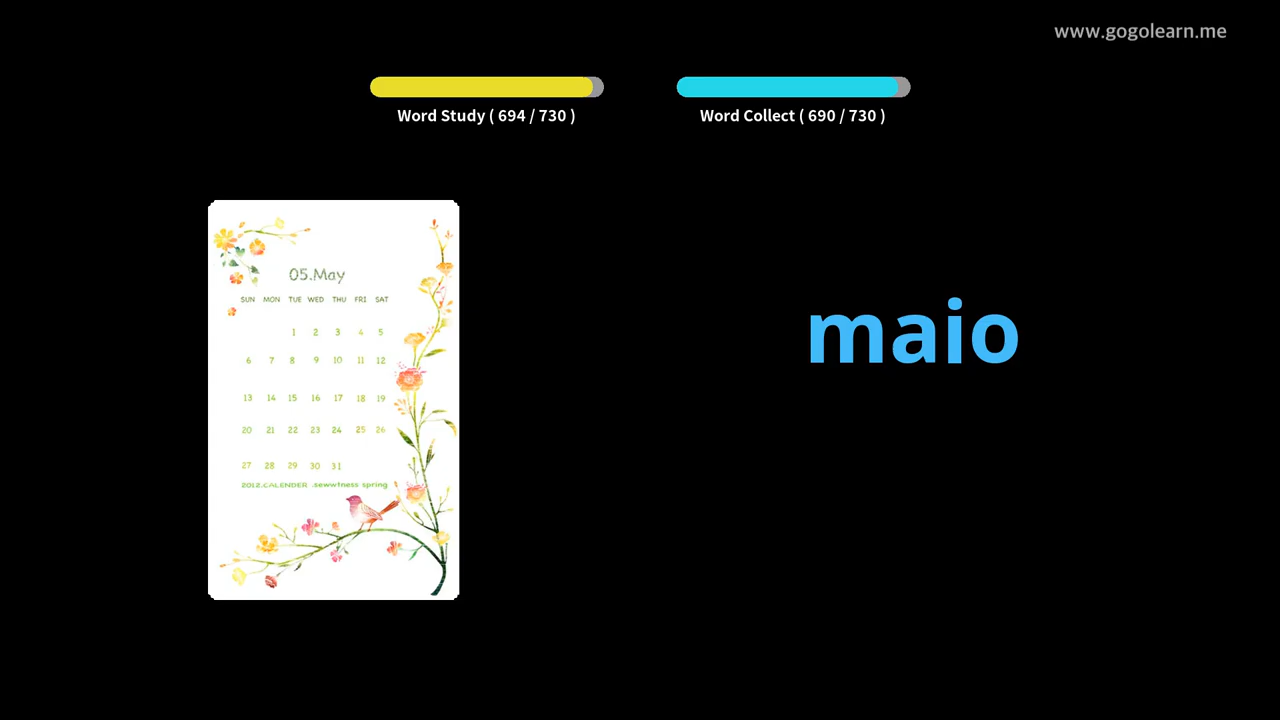 www.gogolearn.me
Word Study ( 694 / 730 )
Word Collect ( 690 / 730 )
05.May
SUN MON TUE WED THU FRI SAT
1 2 3 4 5
6 7 8 9 10 11 12
13 14 15 16 17 18 19
20 21 22 23 24 25 26
27 28 29 30 31
2012.CALENDER .sewwtness spring
maio